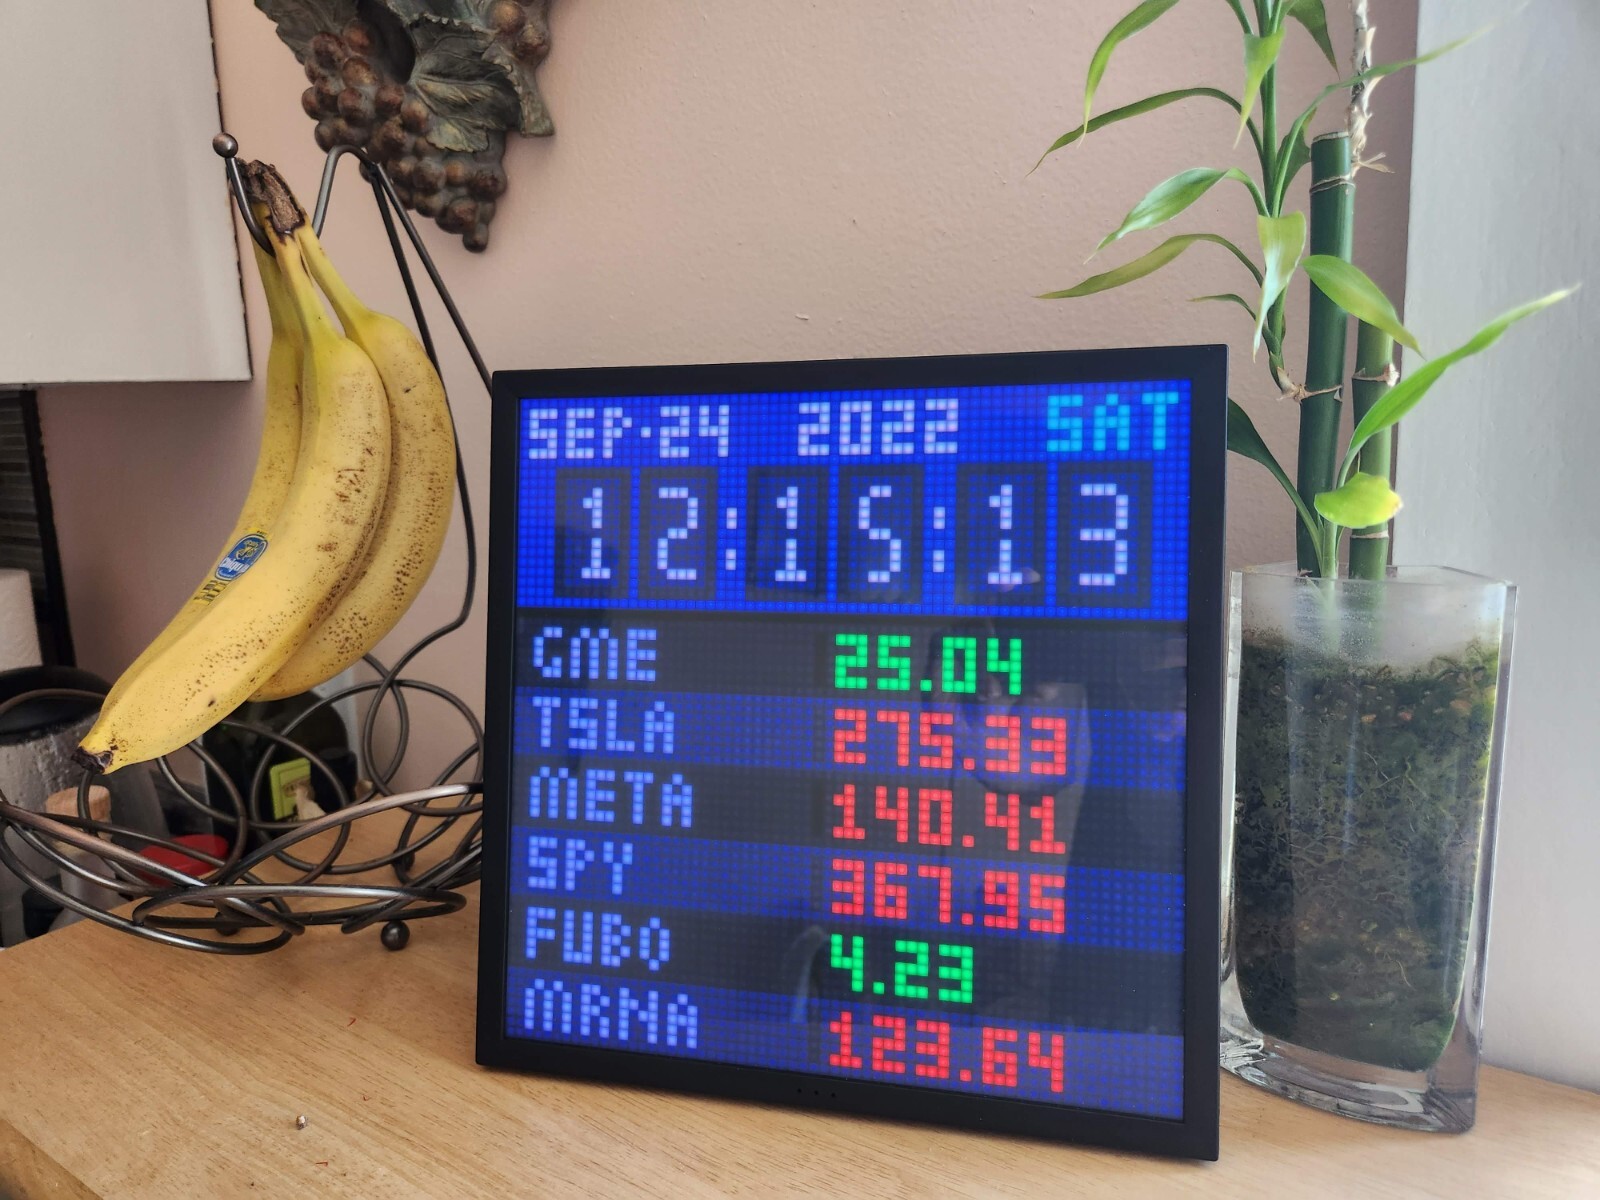 SEP·24 2022 SAT
12:15:13
GME 25.04
TSLA 275.33
META 140.41
SPY 367.95
FUBO 4.23
MRNA 123.64
Chiquita